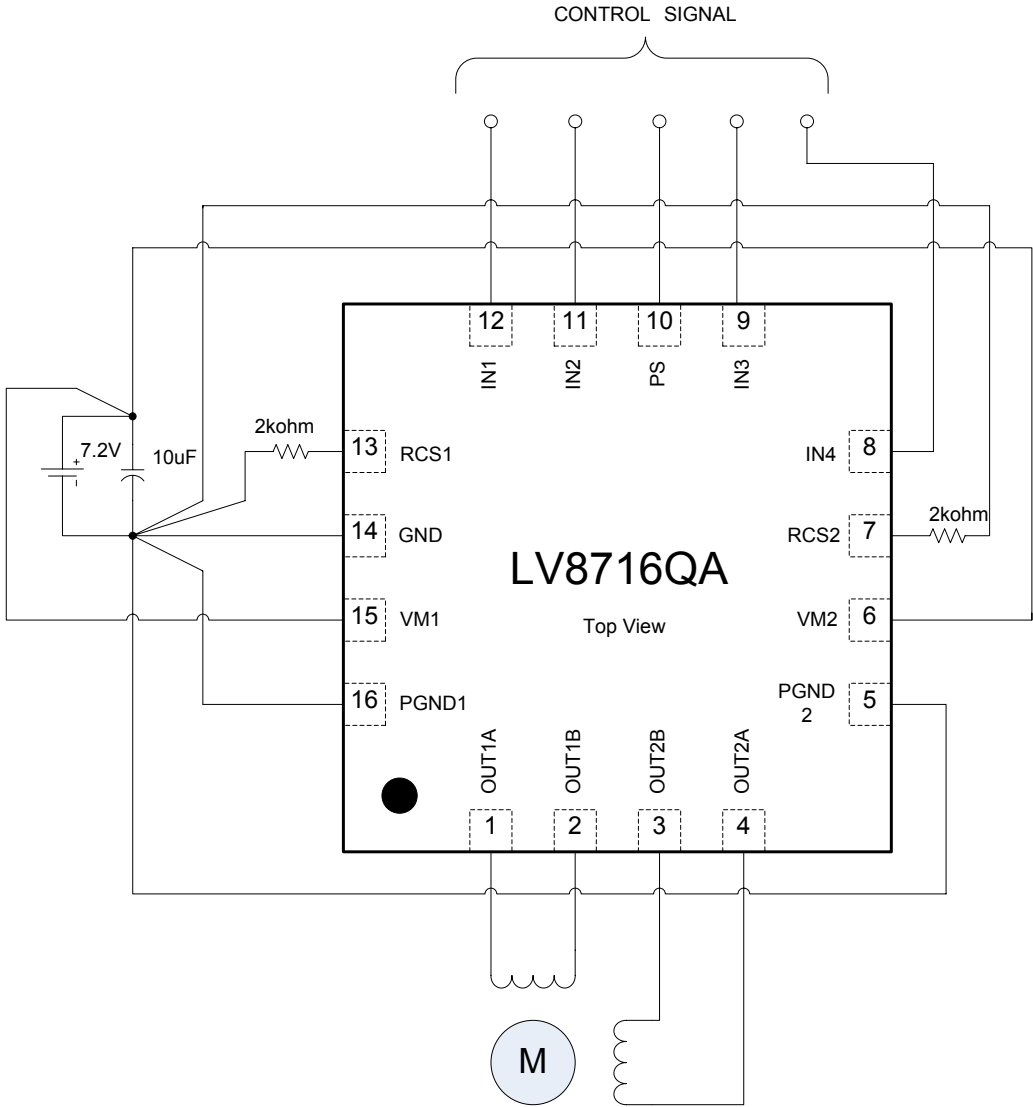 CONTROL SIGNAL
12
11
10
9
IN1
IN2
PS
IN3
7.2V
+
-
10uF
2kohm
13
RCS1
IN4
8
14
GND
RCS2
7
2kohm
LV8716QA
15
VM1
Top View
VM2
6
16
PGND1
PGND
2
5
OUT1A
OUT1B
OUT2B
OUT2A
1
2
3
4
M